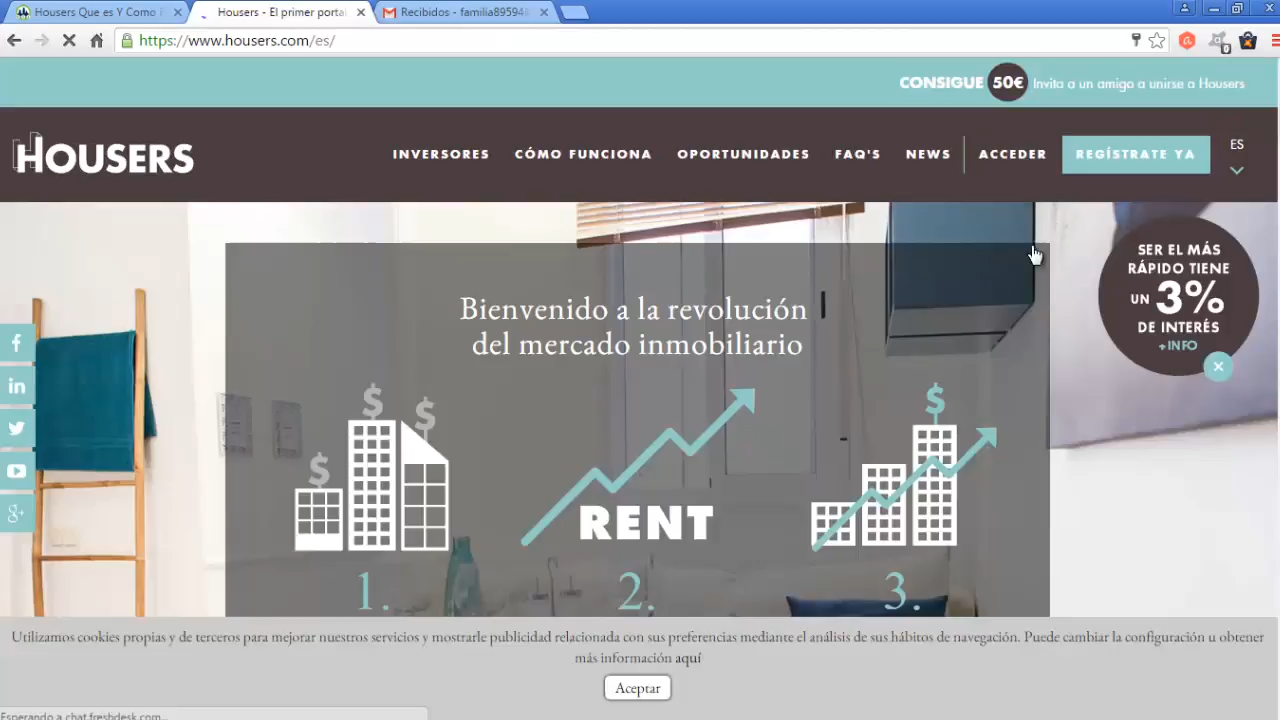 Housers Que es Y Como F
Housers - El primer porta
Recibidos - familia89594
https://www.housers.com/es/
0
CONSIGUE 50€ Invita a un amigo a unirse a Housers
HOUSERS
INVERSORES CÓMO FUNCIONA OPORTUNIDADES FAQ'S NEWS ACCEDER REGÍSTRATE YA ES
SER EL MÁS
RÁPIDO TIENE
UN 3%
DE INTERÉS
+INFO
Bienvenido a la revolución
del mercado inmobiliario
$ $ $
$
RENT
1. 2. 3.
Utilizamos cookies propias y de terceros para mejorar nuestros servicios y mostrarle publicidad relacionada con sus preferencias mediante el análisis de sus hábitos de navegación. Puede cambiar la configuración u obtener
más información aquí
Aceptar
Esperando a chat.freshdesk.com...